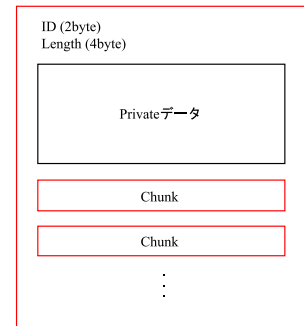 ID (2byte)
Length (4byte)
Privateデータ
Chunk
Chunk
⋮